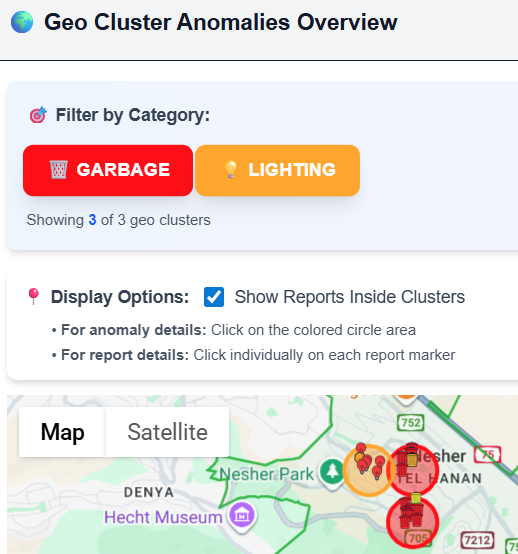 Geo Cluster Anomalies Overview
Filter by Category:
GARBAGE
LIGHTING
Showing 3 of 3 geo clusters
Display Options:
Show Reports Inside Clusters
• For anomaly details: Click on the colored circle area
• For report details: Click individually on each report marker
Map
Satellite
752
Nesher
75
Nesher Park
TEL HANAN
DENYA
Hecht Museum
705
7212